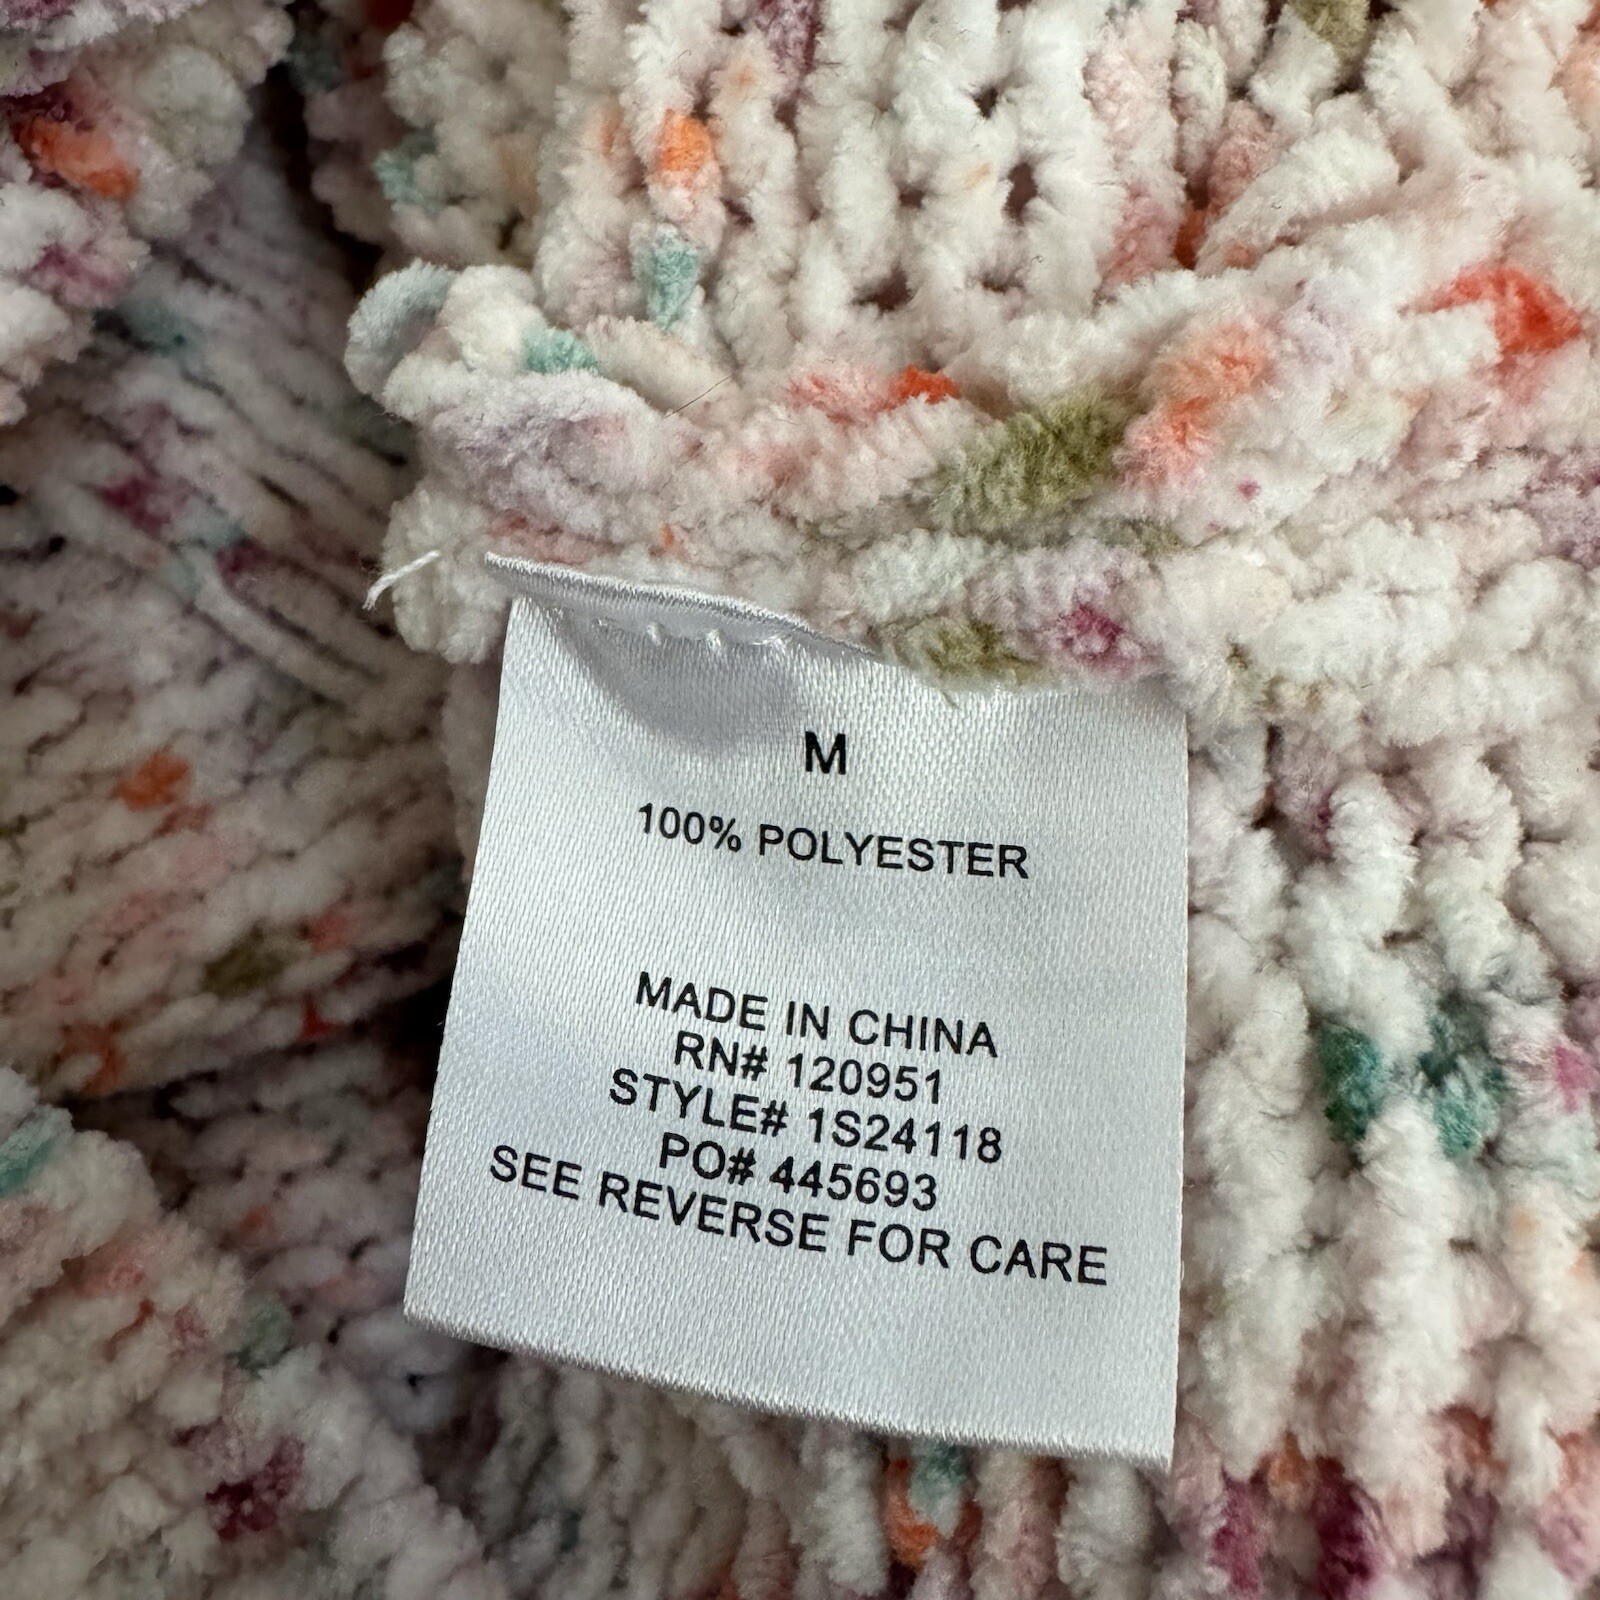 M
100% POLYESTER
MADE IN CHINA
RN# 120951
STYLE# 1S24118
PO# 445693
SEE REVERSE FOR CARE